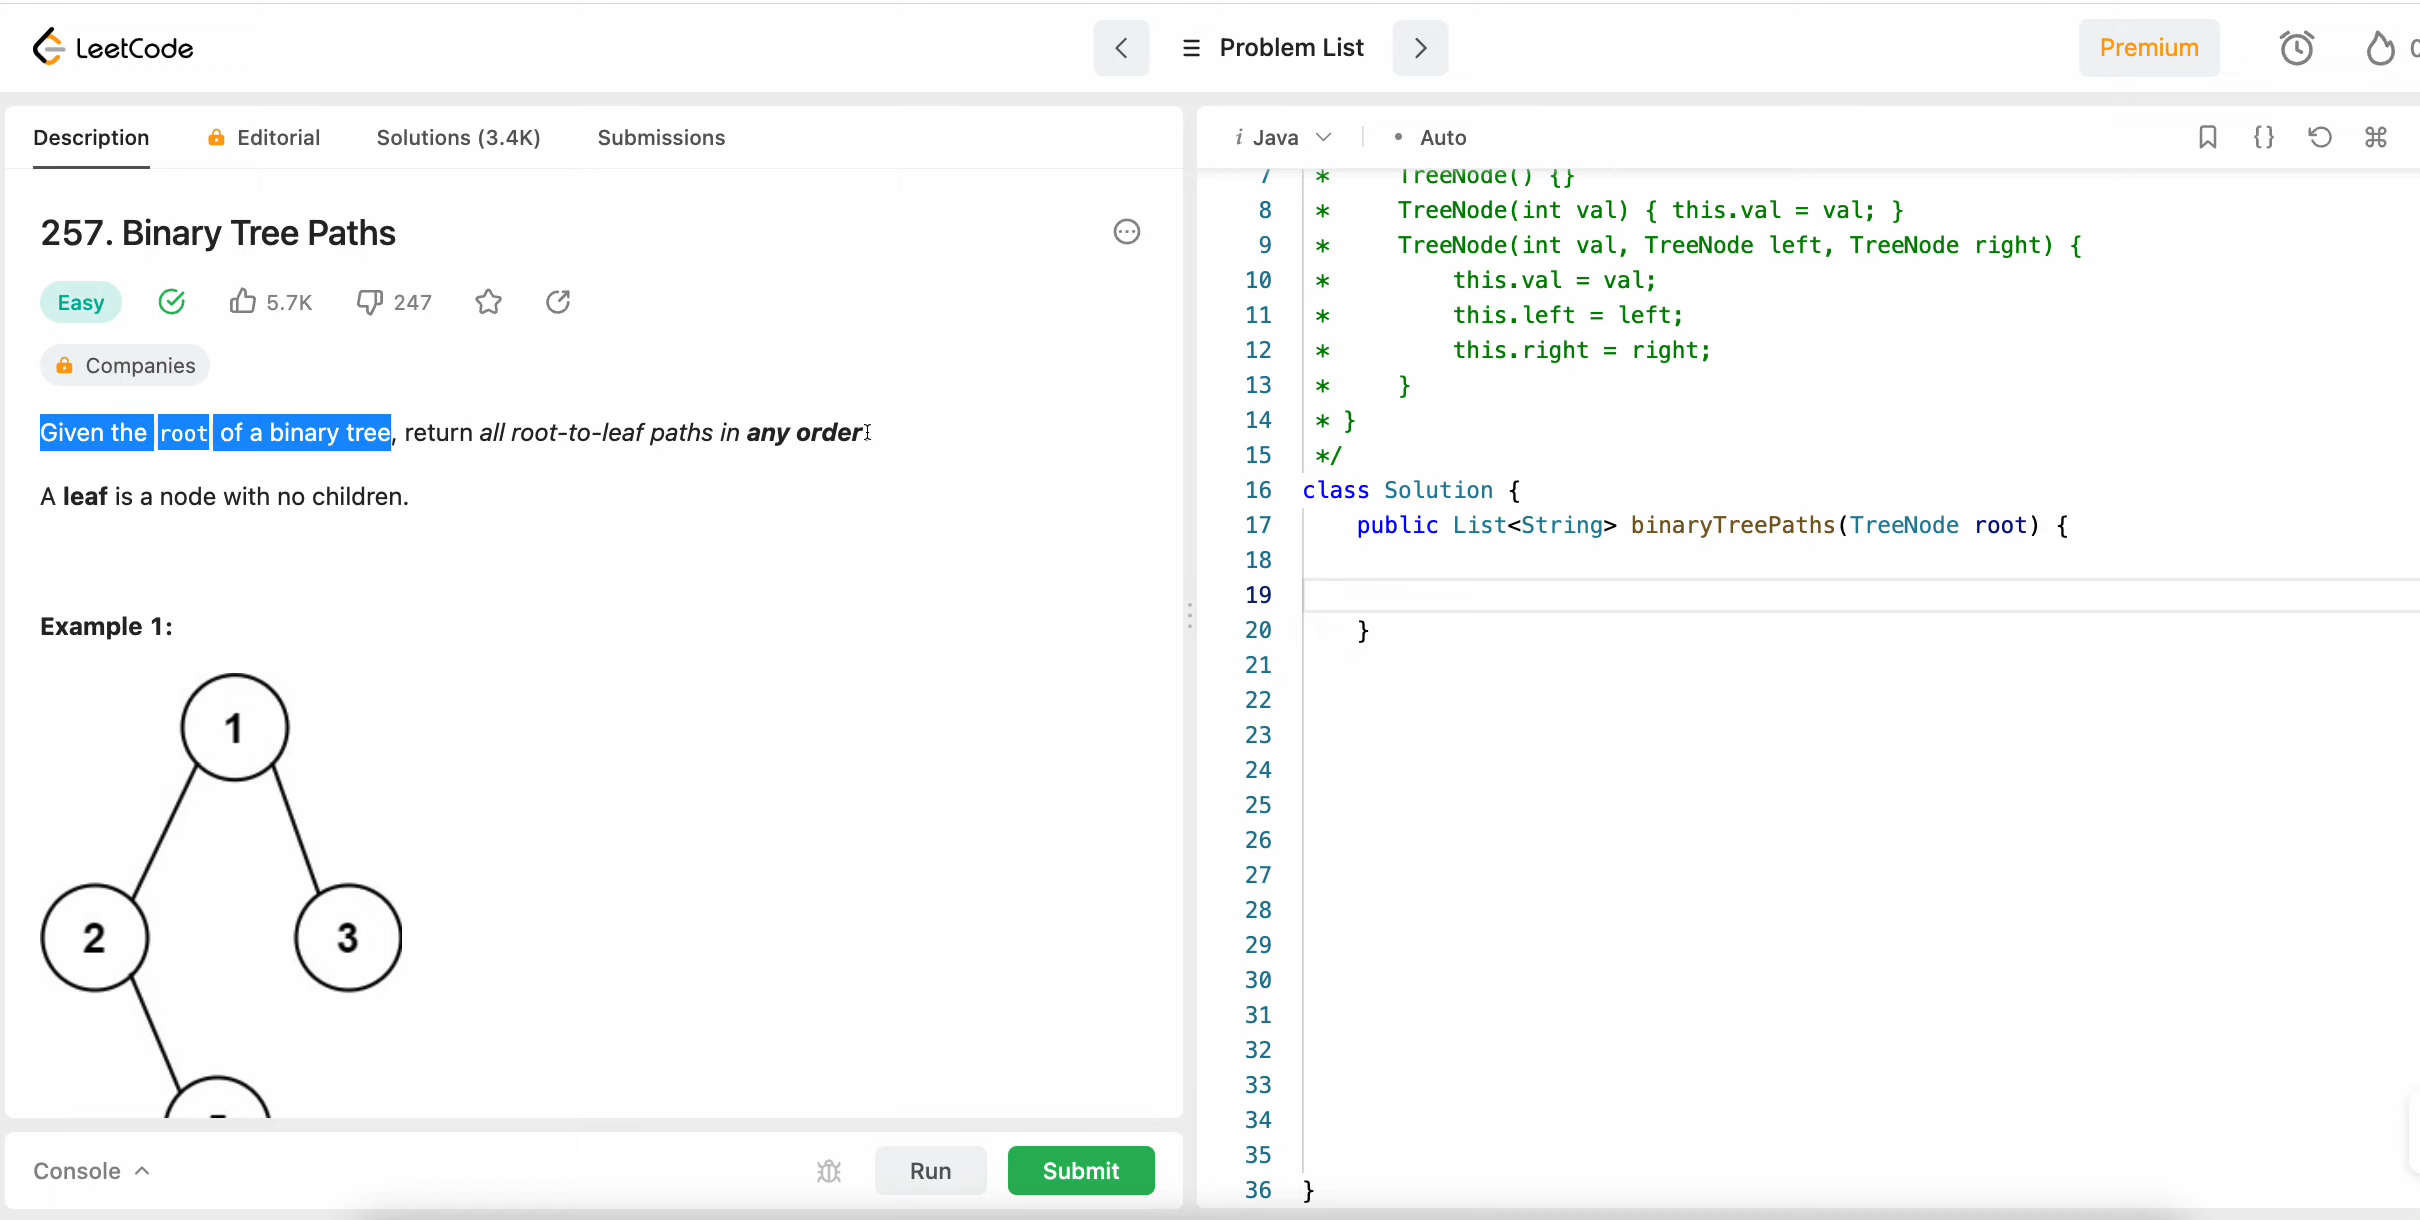 LeetCode
Problem List
Premium
Description
Editorial
Solutions (3.4K)
Submissions
257. Binary Tree Paths
Easy
5.7K
247
Companies
Given the root of a binary tree, return all root-to-leaf paths in any order
A leaf is a node with no children.
Example 1:
1
2
3
Console
Run
Submit
i Java
• Auto
{}
7 * TreeNode() {}
8 * TreeNode(int val) { this.val = val; }
9 * TreeNode(int val, TreeNode left, TreeNode right) {
10 * this.val = val;
11 * this.left = left;
12 * this.right = right;
13 * }
14 * }
15 */
16 class Solution {
17 public List<String> binaryTreePaths(TreeNode root) {
18
19
20 }
21
22
23
24
25
26
27
28
29
30
31
32
33
34
35
36 }